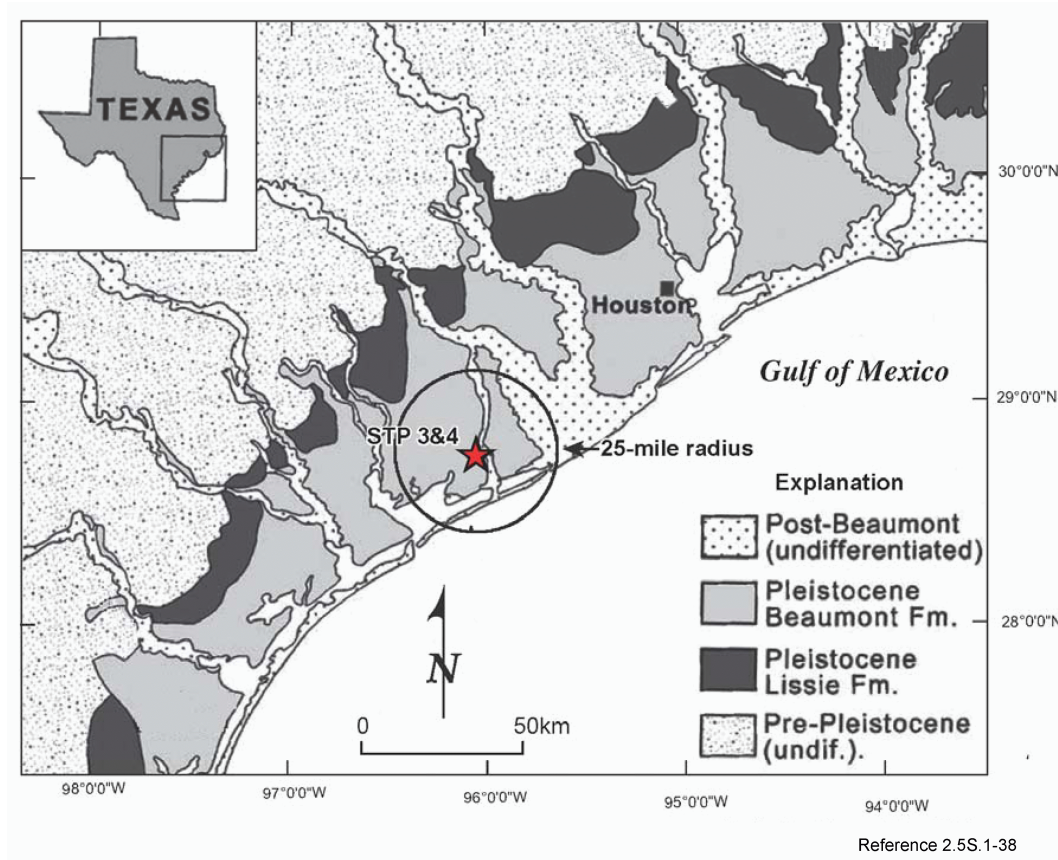 TEXAS
30°0'0"N
Houston
Gulf of Mexico
29°0'0"N
STP 3&4
25-mile radius
Explanation
Post-Beaumont
(undifferentiated)
Pleistocene
Beaumont Fm.
28°0'0"N
Pleistocene
Lissie Fm.
N
0 50km
Pre-Pleistocene
(undif.).
98°0'0"W 97°0'0"W 96°0'0"W 95°0'0"W 94°0'0"W
Reference 2.5S.1-38